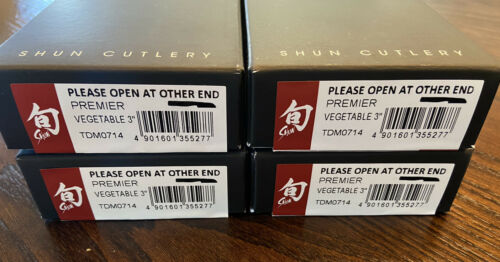 SHUN CUTLERY
SHUN CUTLERY
旬
Shun
PLEASE OPEN AT OTHER END
PREMIER
VEGETABLE 3"
TDM0714
4 901601 355277
旬
Shun
PLEASE OPEN AT OTHER END
PREMIER
VEGETABLE 3"
TDM0714
4 901601 355277
旬
Shun
PLEASE OPEN AT OTHER END
PREMIER
VEGETABLE 3"
TDM0714
4 901601 355277
旬
Shun
PLEASE OPEN AT OTHER END
PREMIER
VEGETABLE 3"
TDM0714
4 901601 355277